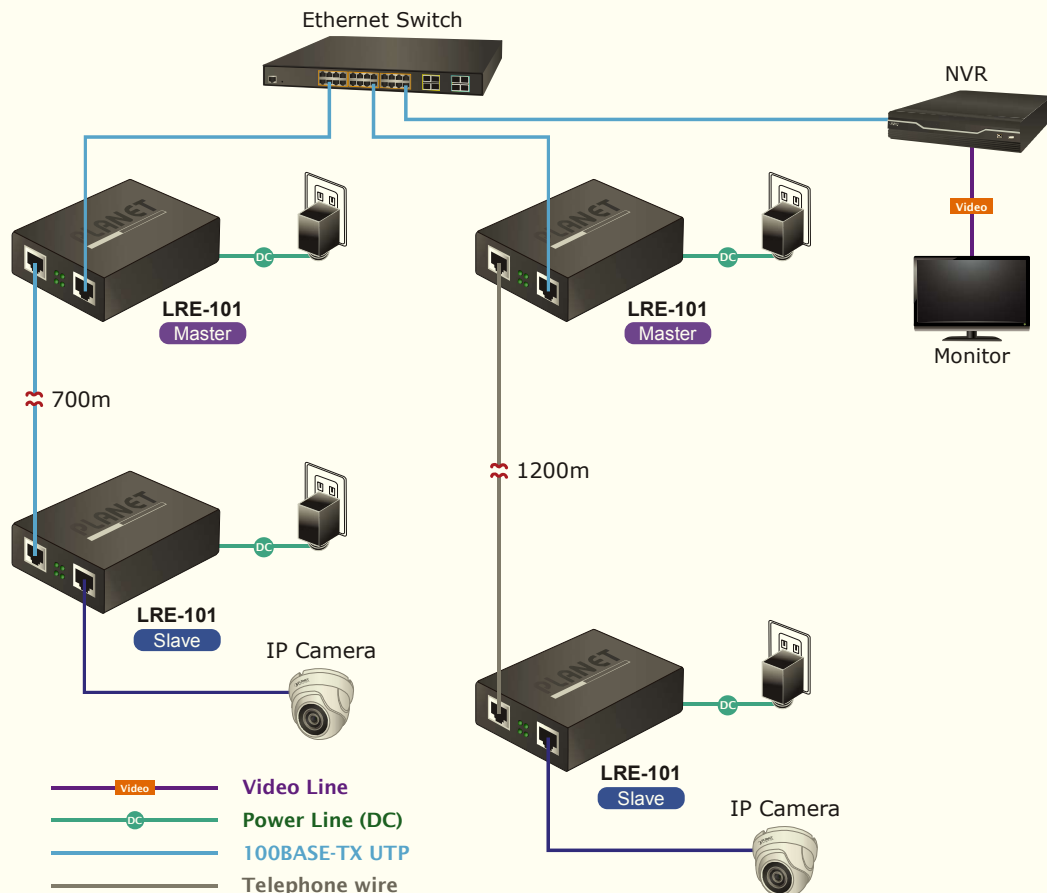 Ethernet Switch
NVR
PLANET
DC
LRE-101
Master
PLANET
DC
LRE-101
Master
Video
Monitor
700m
1200m
PLANET
DC
LRE-101
Slave
IP Camera
PLANET
DC
LRE-101
Slave
IP Camera
Video
Video Line
DC
Power Line (DC)
100BASE-TX UTP
Telephone wire